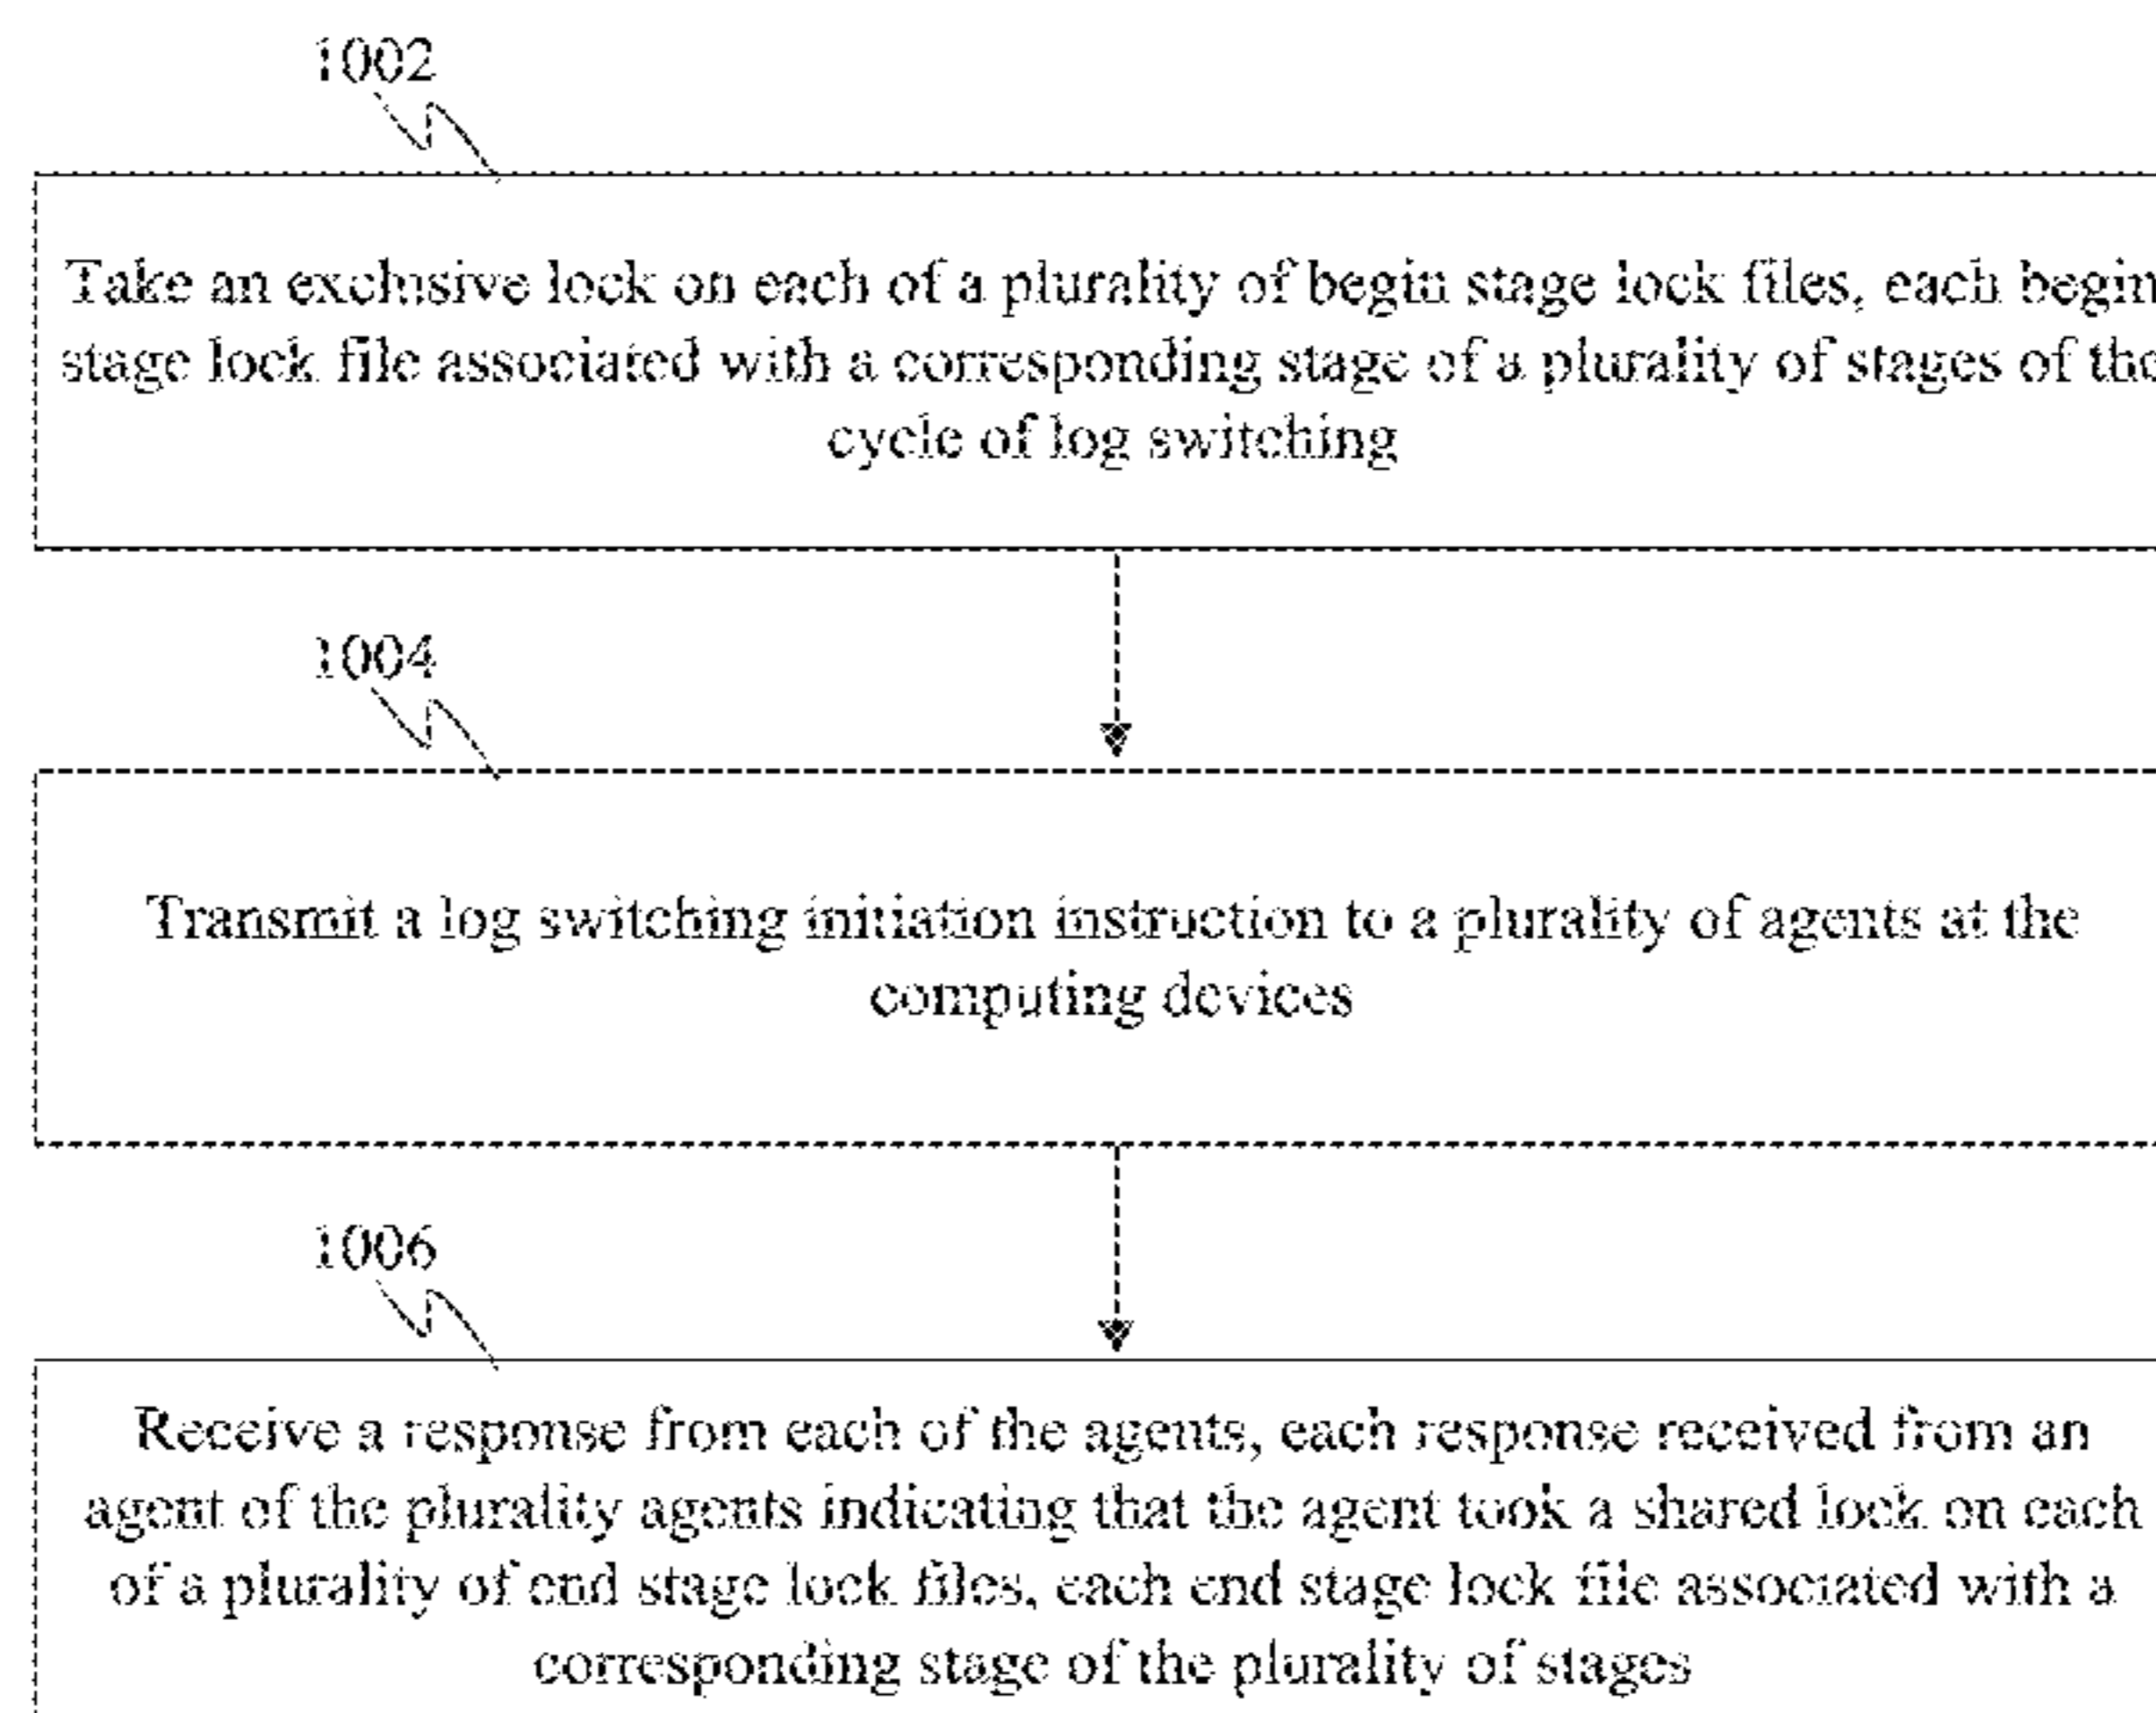 1002
Take an exclusive lock on each of a plurality of begin stage lock files, each begin
stage lock file associated with a corresponding stage of a plurality of stages of the
cycle of log switching
1004
Transmit a log switching initiation instruction to a plurality of agents at the
computing devices
1006
Receive a response from each of the agents, each response received from an
agent of the plurality agents indicating that the agent took a shared lock on each
of a plurality of end stage lock files, each end stage lock file associated with a
corresponding stage of the plurality of stages